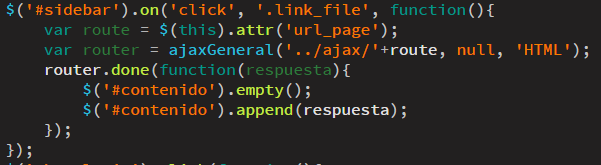 $('#sidebar').on('click', '.link_file', function(){
    var route = $(this).attr('url_page');
    var router = ajaxGeneral('../ajax/'+route, null, 'HTML');
    router.done(function(respuesta){
        $('#contenido').empty();
        $('#contenido').append(respuesta);
    });
});